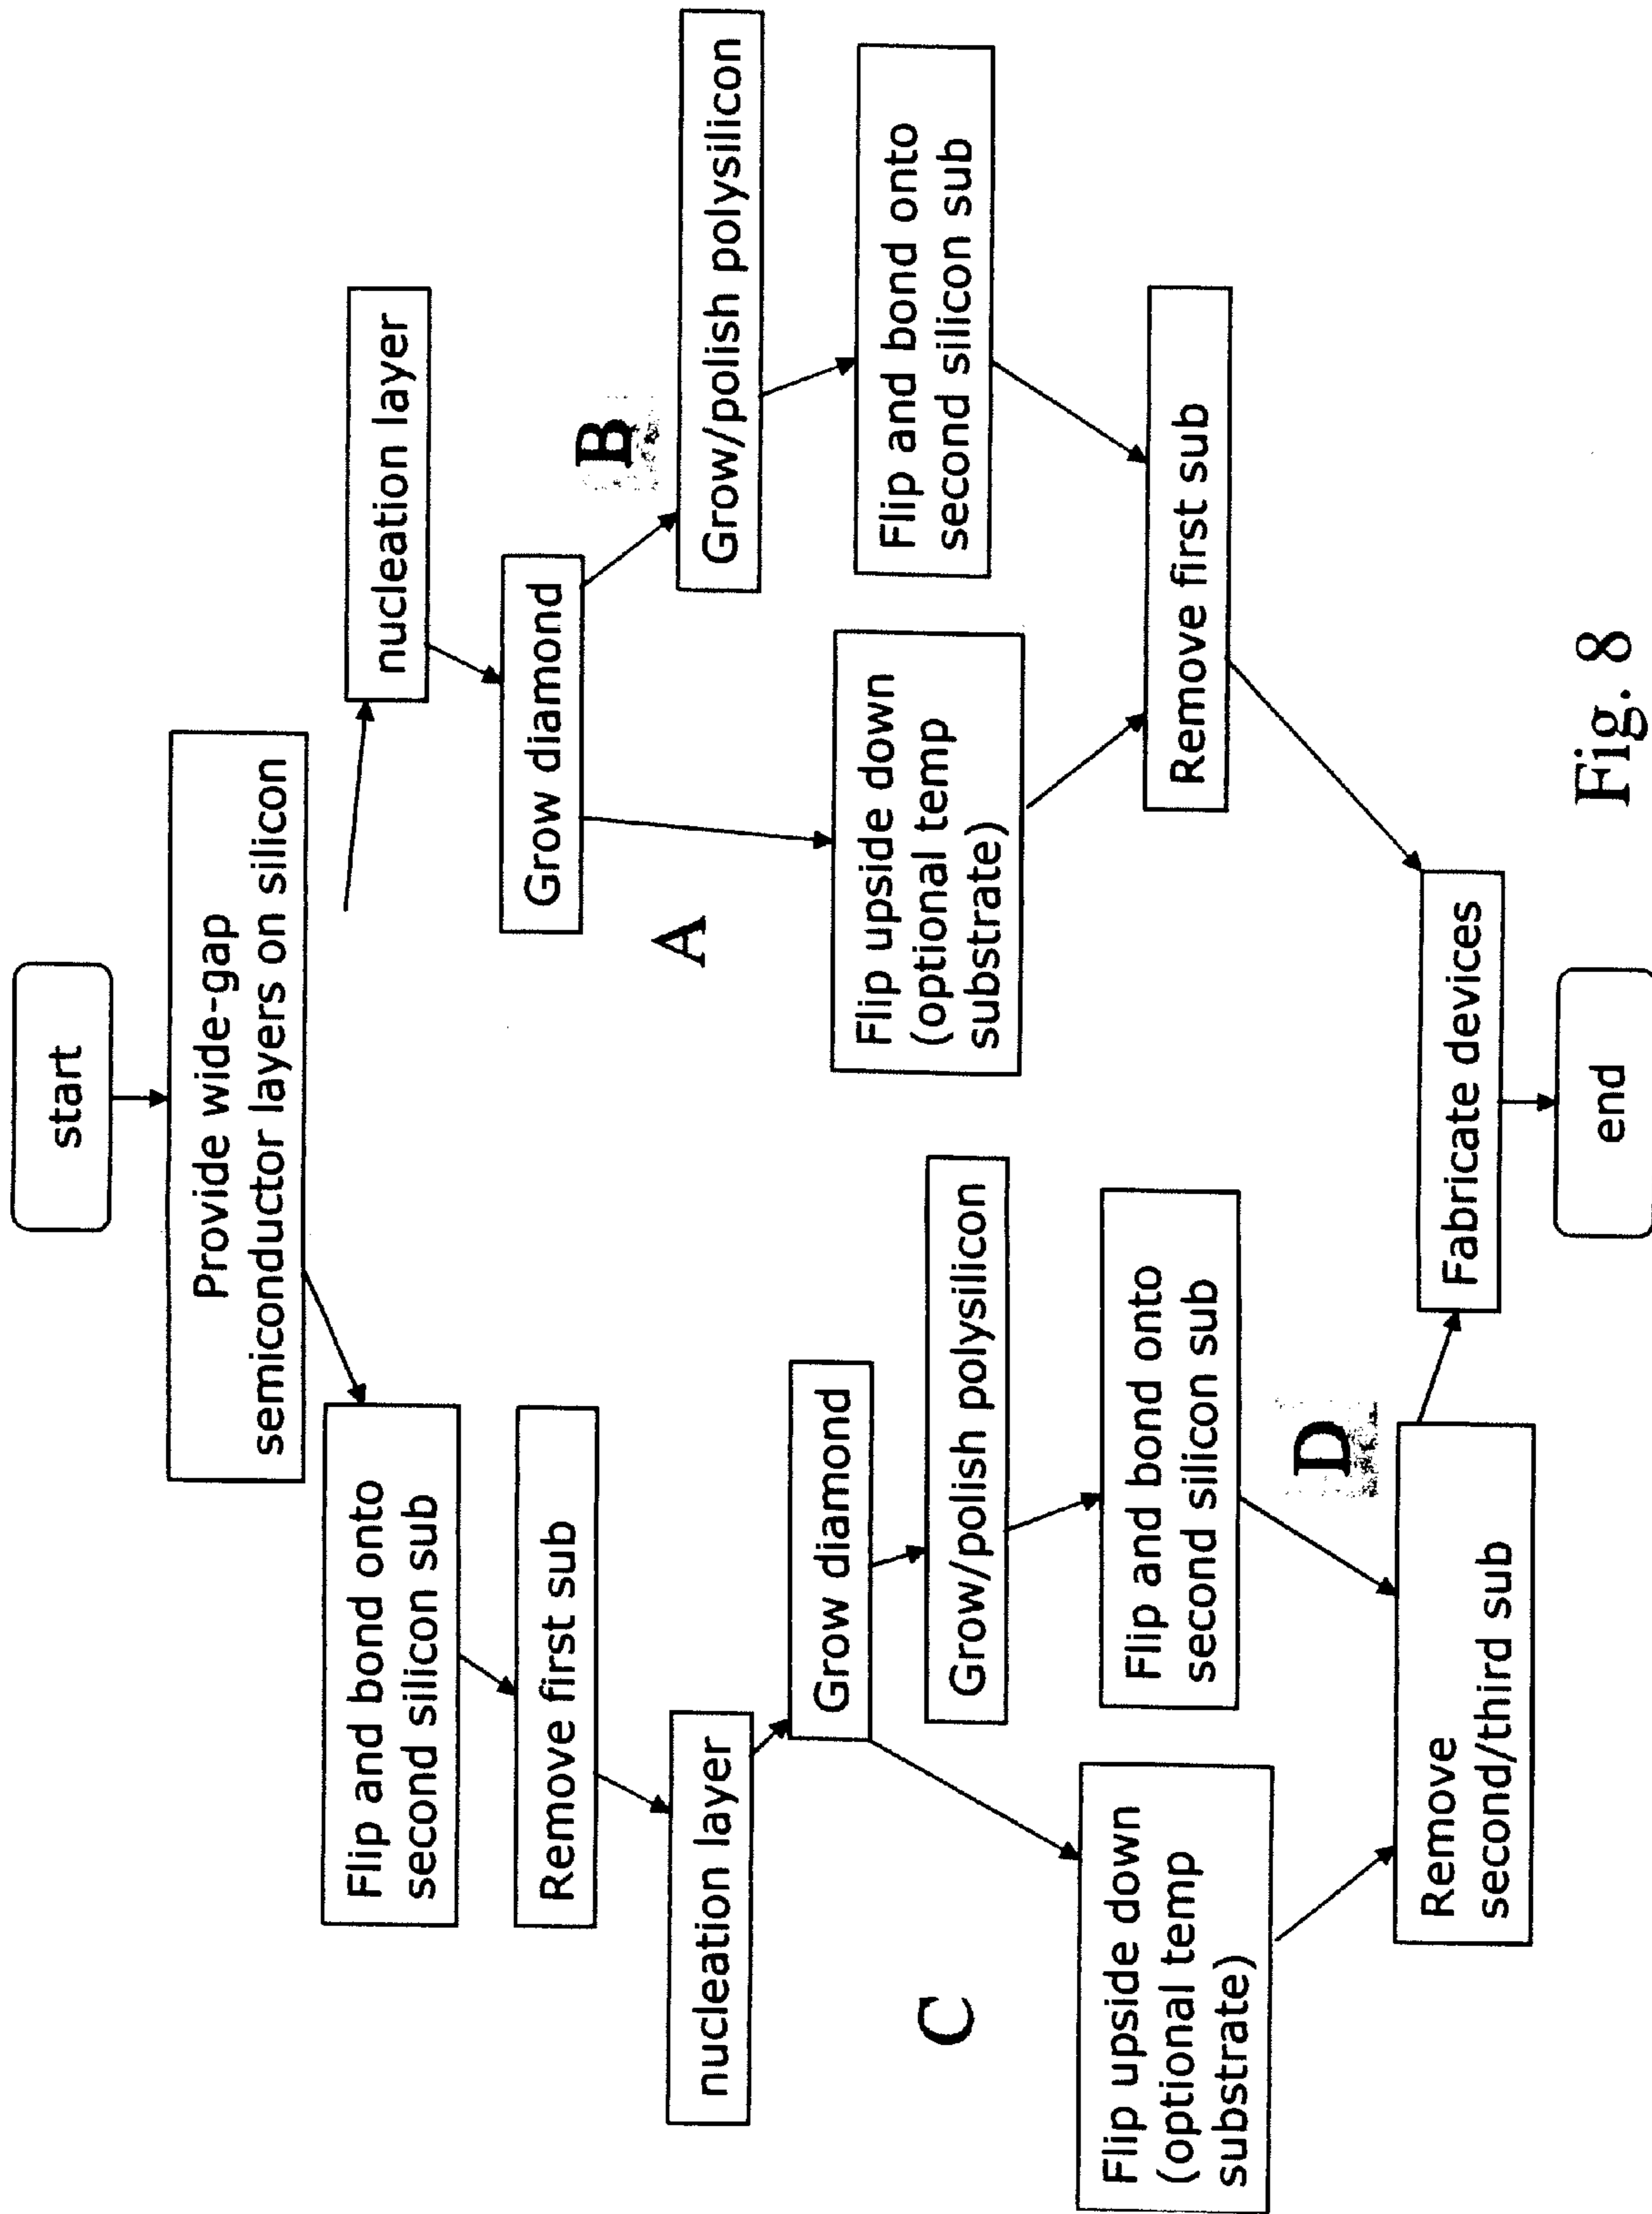 start
Provide wide-gap
semiconductor layers on silicon
Flip and bond onto
second silicon sub
Remove first sub
nucleation layer
Grow diamond
C
Grow/polish polysilicon
Flip upside down
(optional temp
substrate)
Flip and bond onto
second silicon sub
D
Remove
second/third sub
nucleation layer
Grow diamond
A
B
Grow/polish polysilicon
Flip upside down
(optional temp
substrate)
Flip and bond onto
second silicon sub
Remove first sub
Fabricate devices
end
Fig. 8